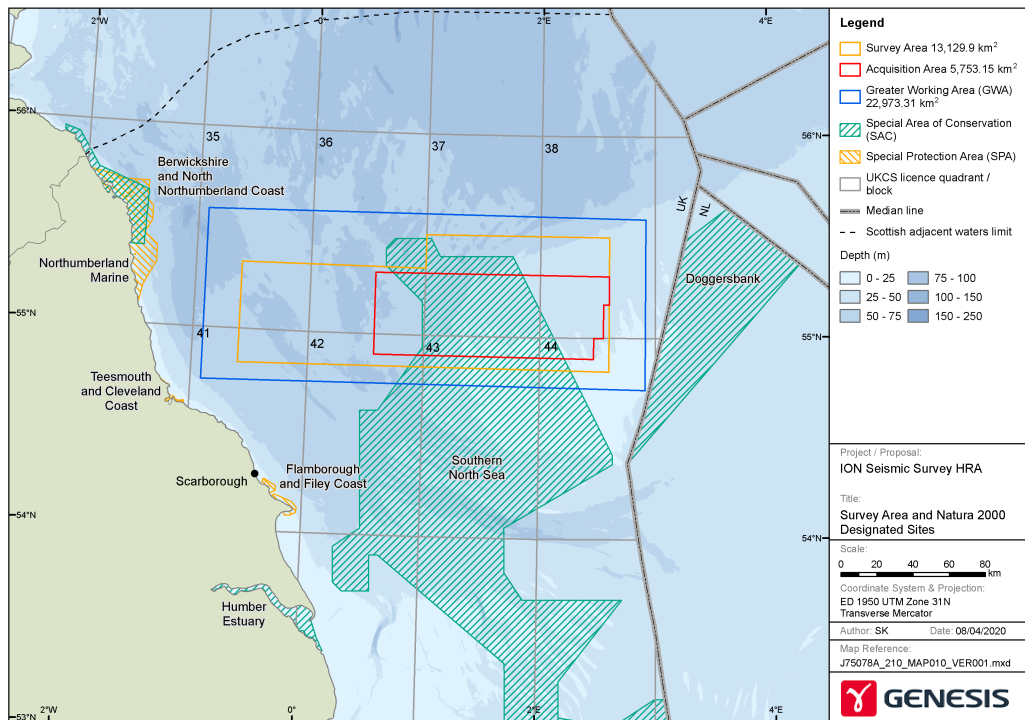 2°W
0°
2°E
4°E
56°N
56°N
35
36
37
38
Berwickshire
and North
Northumberland Coast
UK
NL
Northumberland
Marine
Doggersbank
55°N
55°N
41
42
43
44
Teesmouth
and Cleveland
Coast
Scarborough
Flamborough
and Filey Coast
Southern
North Sea
54°N
54°N
Humber
Estuary
53°N
2°W
0°
2°E
4°E
Legend
Survey Area 13,129.9 km²
Acquisition Area 5,753.15 km²
Greater Working Area (GWA)
22,973.31 km²
Special Area of Conservation
(SAC)
Special Protection Area (SPA)
UKCS licence quadrant /
block
Median line
Scottish adjacent waters limit
Depth (m)
0 - 25
75 - 100
25 - 50
100 - 150
50 - 75
150 - 250
Project / Proposal:
ION Seismic Survey HRA
Title:
Survey Area and Natura 2000
Designated Sites
Scale:
0 20 40 60 80
km
Coordinate System & Projection:
ED 1950 UTM Zone 31N
Transverse Mercator
Author: SK Date: 08/04/2020
Map Reference:
J75078A_210_MAP010_VER001.mxd
GENESIS